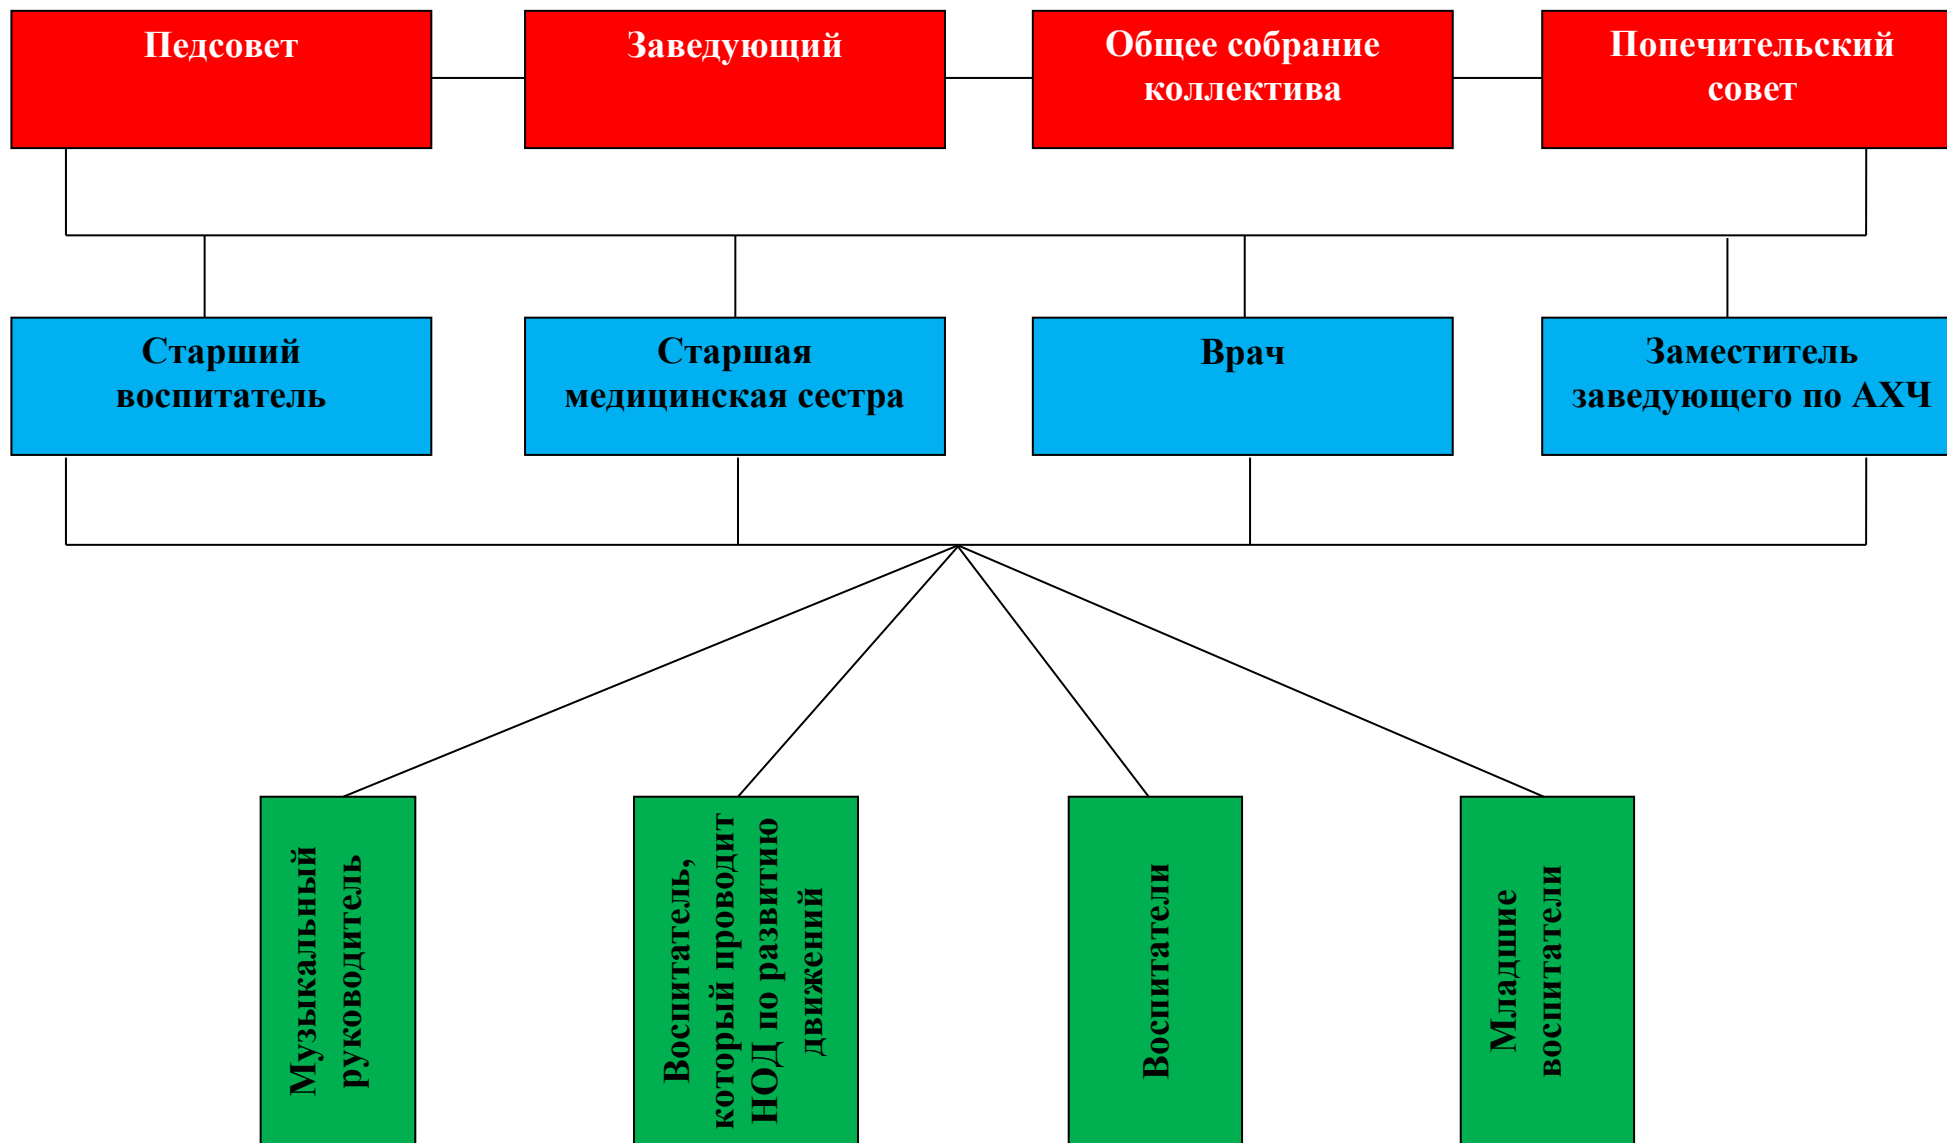 Педсовет
Заведующий
Общее собрание
коллектива
Попечительский
совет
Старший
воспитатель
Старшая
медицинская сестра
Врач
Заместитель
заведующего по АХЧ
Музыкальный
руководитель
Воспитатель,
который проводит
НОД по развитию
движений
Воспитатели
Младшие
воспитатели